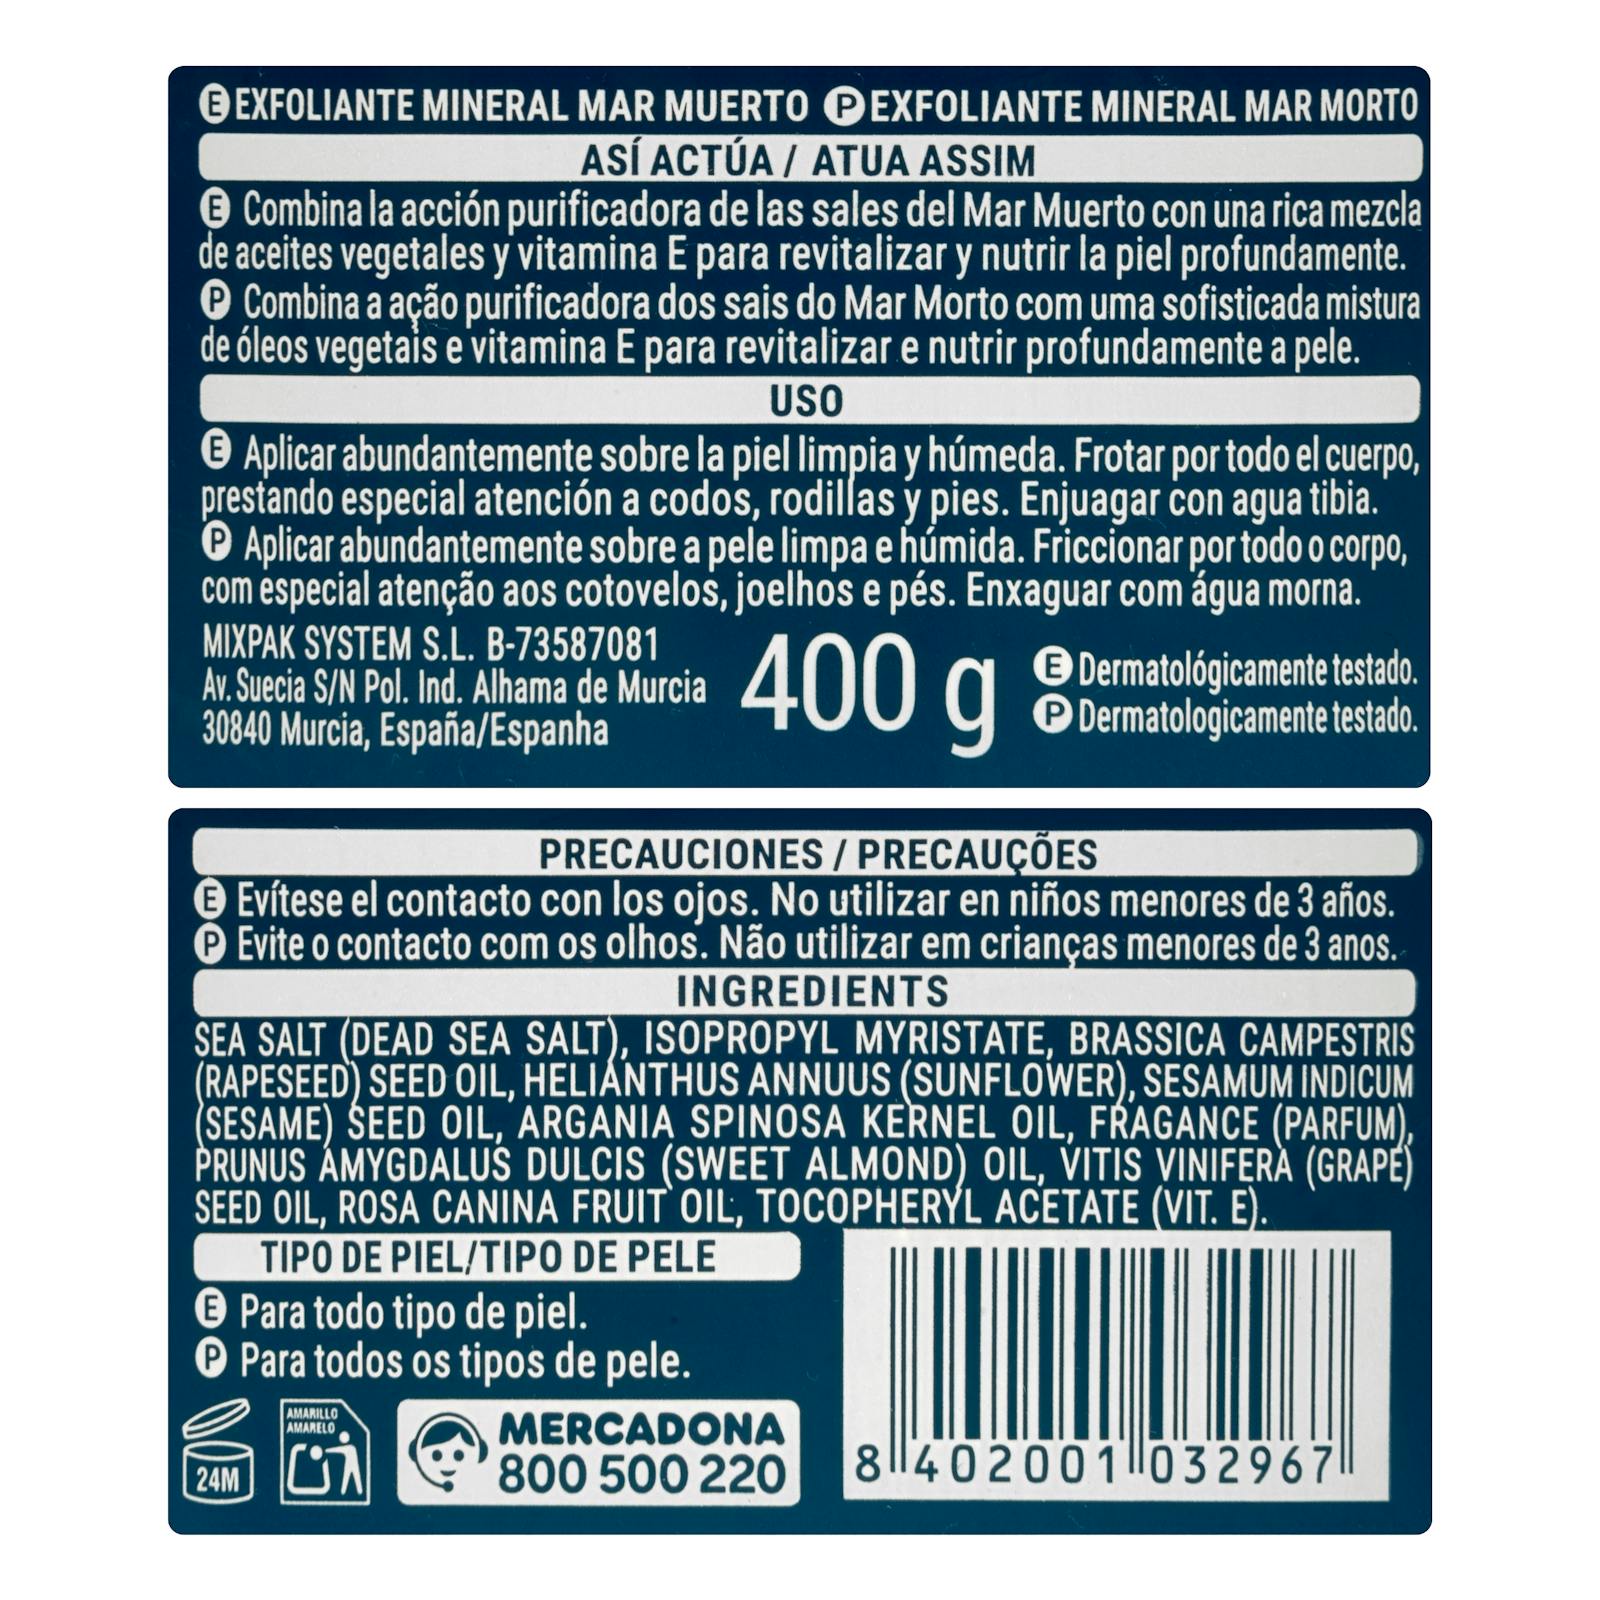 E EXFOLIANTE MINERAL MAR MUERTO P EXFOLIANTE MINERAL MAR MORTO
ASÍ ACTÚA / ATUA ASSIM
E Combina la acción purificadora de las sales del Mar Muerto con una rica mezcla
de aceites vegetales y vitamina E para revitalizar y nutrir la piel profundamente.
P Combina a ação purificadora dos sais do Mar Morto com uma sofisticada mistura
de óleos vegetais e vitamina E para revitalizar e nutrir profundamente a pele.
USO
E Aplicar abundantemente sobre la piel limpia y húmeda. Frotar por todo el cuerpo,
prestando especial atención a codos, rodillas y pies. Enjuagar con agua tibia.
P Aplicar abundantemente sobre a pele limpa e húmida. Friccionar por todo o corpo,
com especial atenção aos cotovelos, joelhos e pés. Enxaguar com água morna.
MIXPAK SYSTEM S.L. B-73587081
Av. Suecia S/N Pol. Ind. Alhama de Murcia
30840 Murcia, España/Espanha
400 g
E Dermatológicamente testado.
P Dermatologicamente testado.
PRECAUCIONES / PRECAUÇÕES
E Evítese el contacto con los ojos. No utilizar en niños menores de 3 años.
P Evite o contacto com os olhos. Não utilizar em crianças menores de 3 anos.
INGREDIENTS
SEA SALT (DEAD SEA SALT), ISOPROPYL MYRISTATE, BRASSICA CAMPESTRIS
(RAPESEED) SEED OIL, HELIANTHUS ANNUUS (SUNFLOWER), SESAMUM INDICUM
(SESAME) SEED OIL, ARGANIA SPINOSA KERNEL OIL, FRAGANCE (PARFUM),
PRUNUS AMYGDALUS DULCIS (SWEET ALMOND) OIL, VITIS VINIFERA (GRAPE)
SEED OIL, ROSA CANINA FRUIT OIL, TOCOPHERYL ACETATE (VIT. E).
TIPO DE PIEL/TIPO DE PELE
E Para todo tipo de piel.
P Para todos os tipos de pele.
24M
AMARILLO
AMARELO
MERCADONA
800 500 220
8 402001 032967